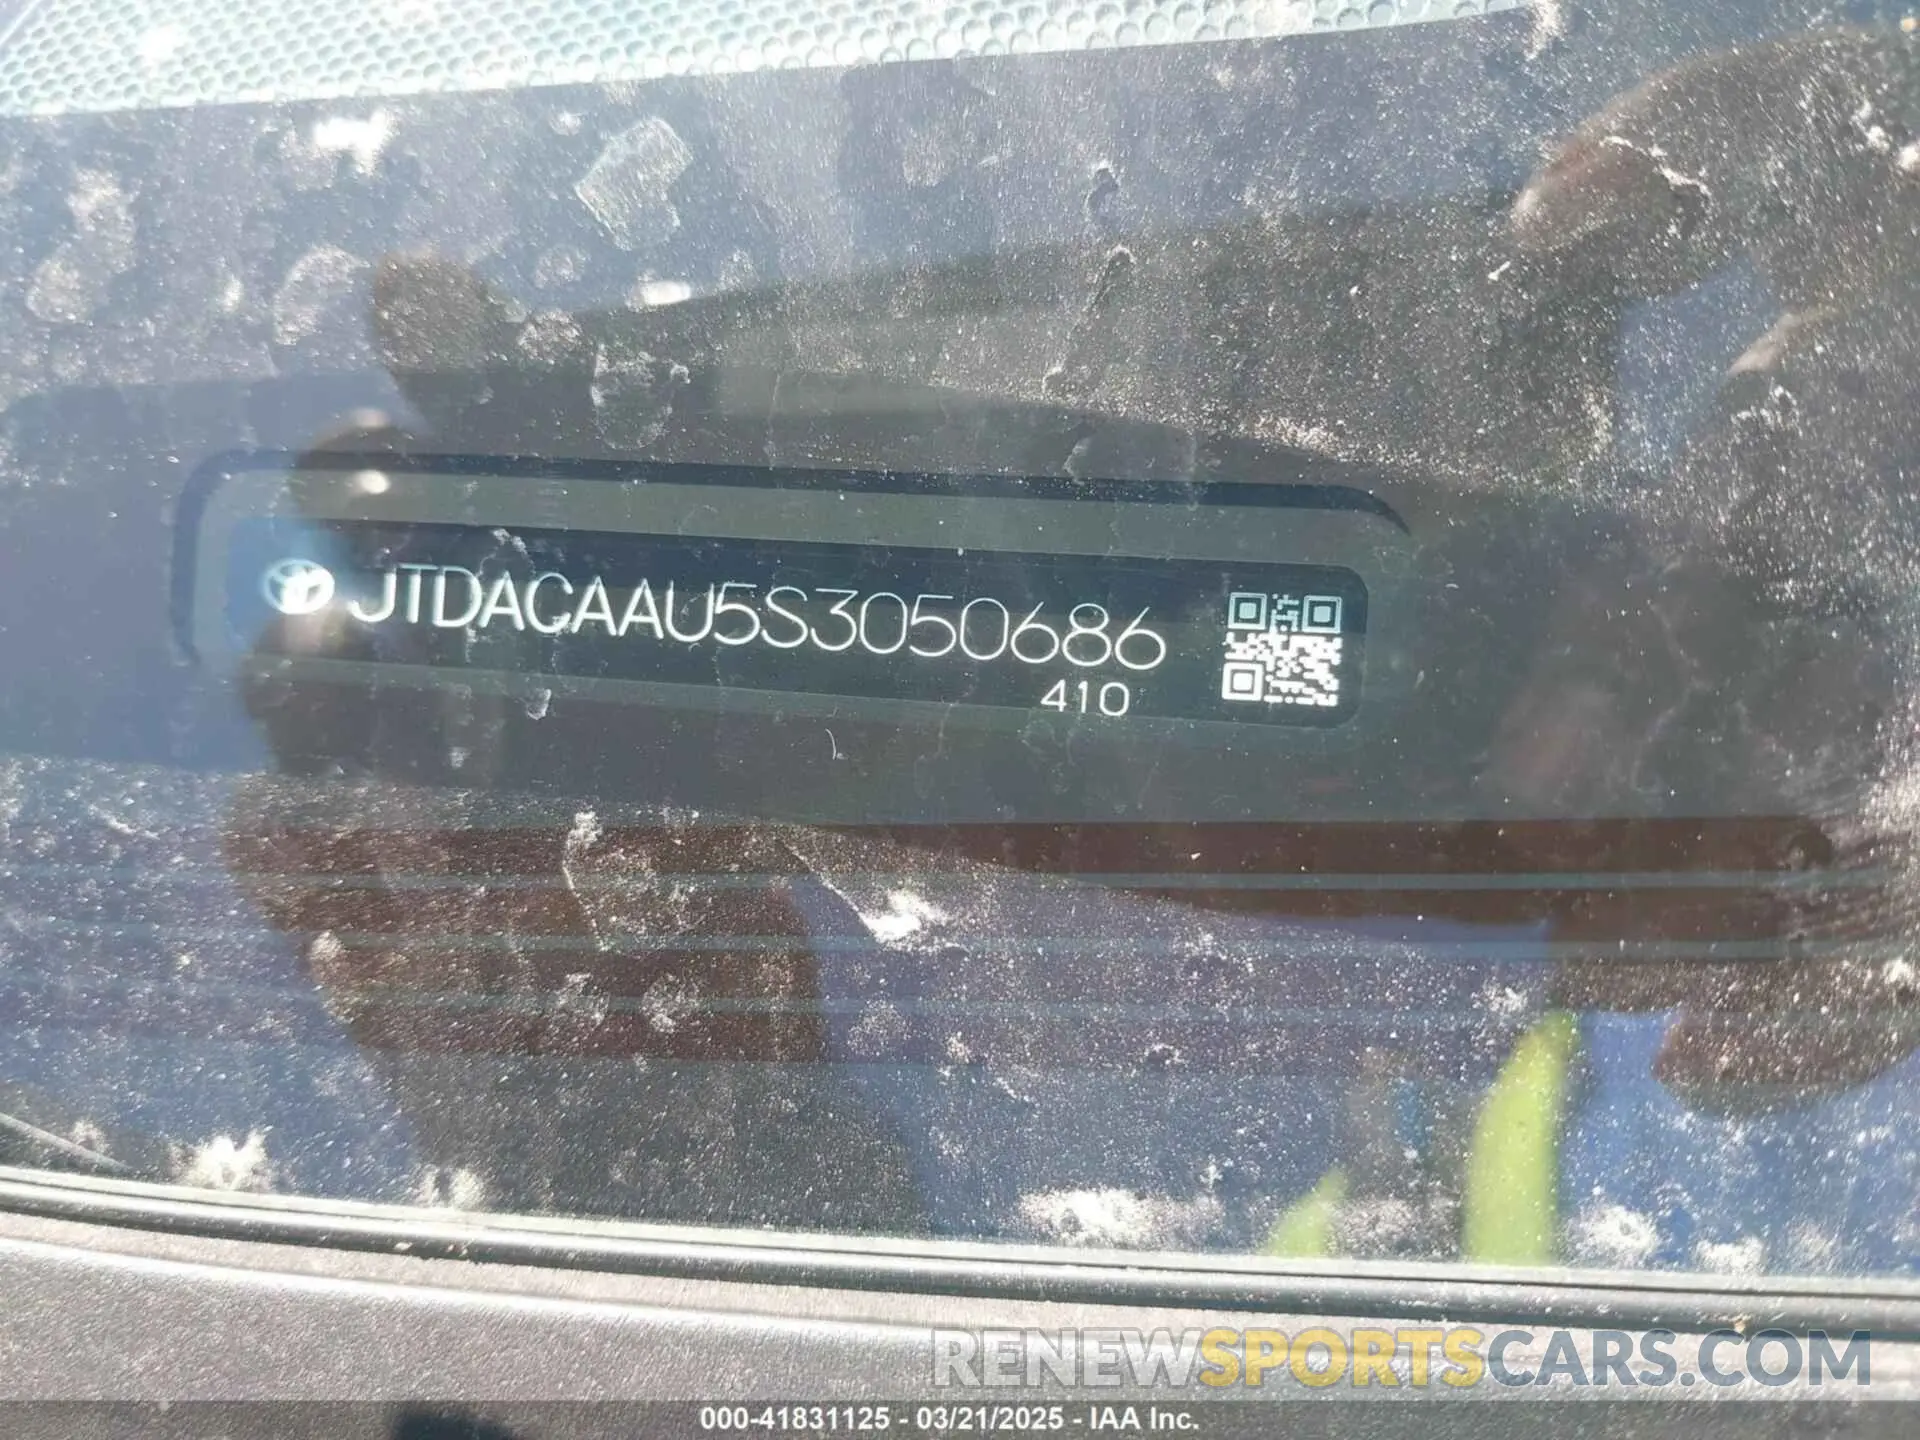 JTDACAAU5S3050686
410
RENEWSPORTSCARS.COM
000-41831125 - 03/21/2025 - IAA Inc.